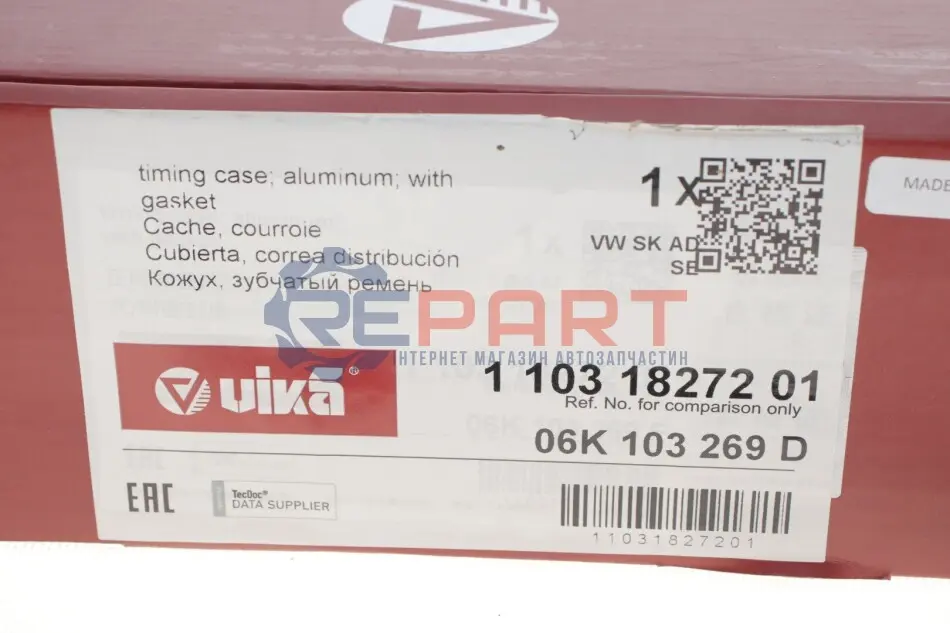 timing case; aluminum; with
gasket
Cache, courroie
Cubierta, correa distribución
Кожух, зубчатый ремень
1 x
VW SK AD
SE
MADE
REPART
ІНТЕРНЕТ МАГАЗИН АВТОЗАПЧАСТИН
vika®
1 103 18272 01
Ref. No. for comparison only
06K 103 269 D
EAC
TecDoc®
DATA SUPPLIER
11031827201